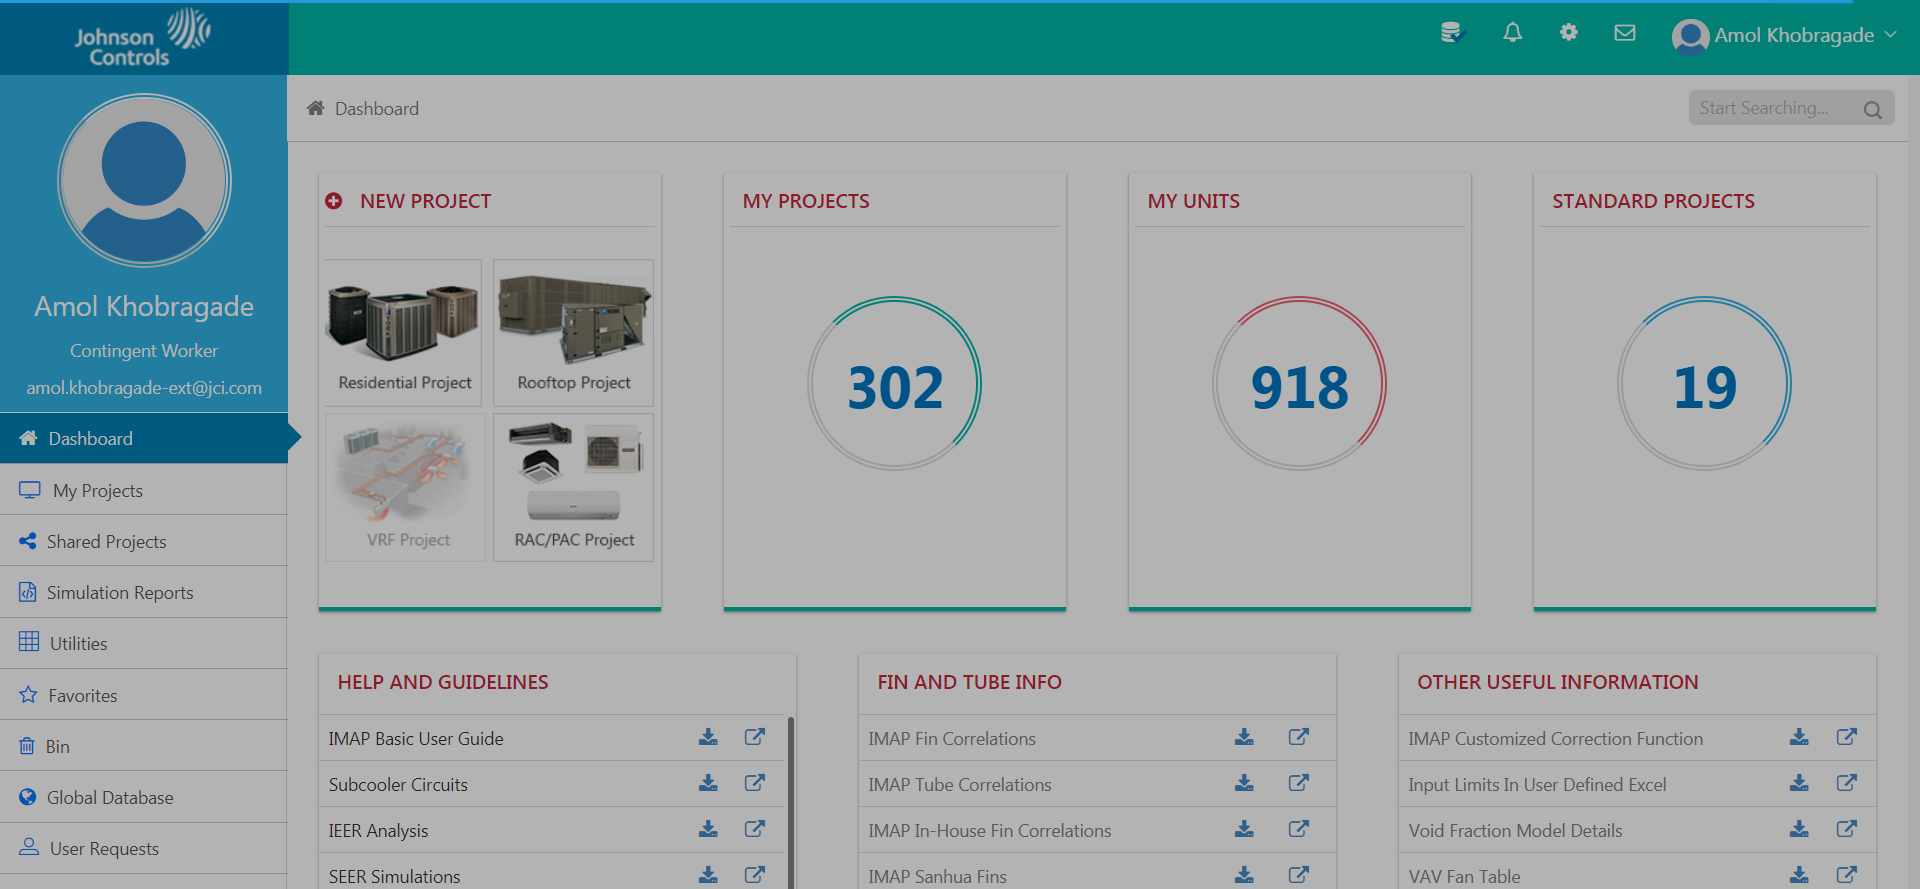 Johnson
Controls
Amol Khobragade
Amol Khobragade
Contingent Worker
amol.khobragade-ext@jci.com
Dashboard
My Projects
Shared Projects
Simulation Reports
Utilities
Favorites
Bin
Global Database
User Requests
Dashboard
Start Searching...
NEW PROJECT
Residential Project
Rooftop Project
VRF Project
RAC/PAC Project
MY PROJECTS
302
MY UNITS
918
STANDARD PROJECTS
19
HELP AND GUIDELINES
IMAP Basic User Guide
Subcooler Circuits
IEER Analysis
SEER Simulations
FIN AND TUBE INFO
IMAP Fin Correlations
IMAP Tube Correlations
IMAP In-House Fin Correlations
IMAP Sanhua Fins
OTHER USEFUL INFORMATION
IMAP Customized Correction Function
Input Limits In User Defined Excel
Void Fraction Model Details
VAV Fan Table